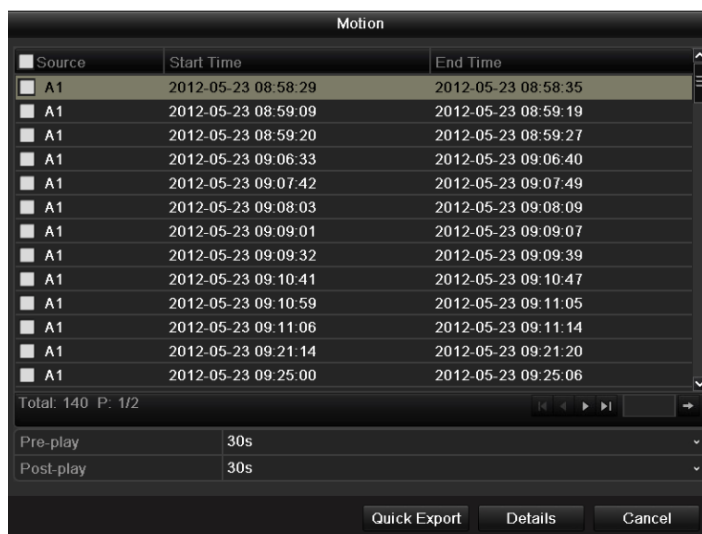 Motion
Source Start Time End Time
A1 2012-05-23 08:58:29 2012-05-23 08:58:35
A1 2012-05-23 08:59:09 2012-05-23 08:59:19
A1 2012-05-23 08:59:20 2012-05-23 08:59:27
A1 2012-05-23 09:06:33 2012-05-23 09:06:40
A1 2012-05-23 09:07:42 2012-05-23 09:07:49
A1 2012-05-23 09:08:03 2012-05-23 09:08:09
A1 2012-05-23 09:09:01 2012-05-23 09:09:07
A1 2012-05-23 09:09:32 2012-05-23 09:09:39
A1 2012-05-23 09:10:41 2012-05-23 09:10:47
A1 2012-05-23 09:10:59 2012-05-23 09:11:05
A1 2012-05-23 09:11:06 2012-05-23 09:11:14
A1 2012-05-23 09:21:14 2012-05-23 09:21:20
A1 2012-05-23 09:25:00 2012-05-23 09:25:06
Total: 140 P: 1/2
Pre-play 30s
Post-play 30s
Quick Export Details Cancel